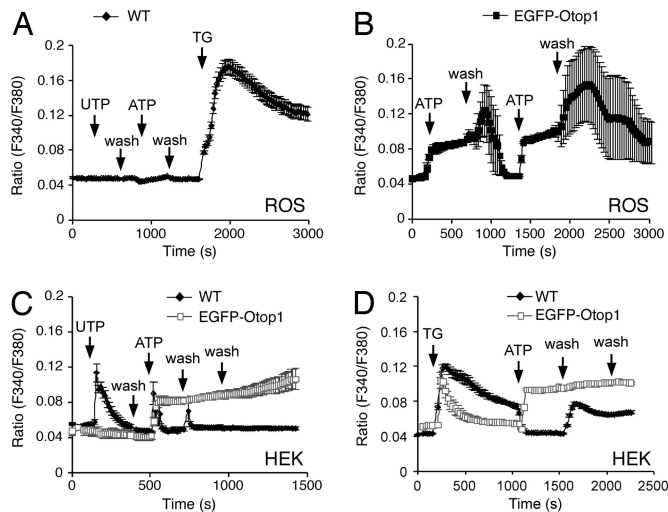 A
WT
TG
UTP
ATP
wash
wash
Ratio (F340/F380)
0.2
0.16
0.12
0.08
0.04
0
0 1000 2000 3000
Time (s)
ROS
B
EGFP-Otop1
wash
wash
ATP
ATP
Ratio (F340/F380)
0.2
0.16
0.12
0.08
0.04
0
0 500 1000 1500 2000 2500 3000
Time (s)
ROS
C
WT
EGFP-Otop1
UTP
ATP
wash
wash
wash
Ratio (F340/F380)
0.2
0.16
0.12
0.08
0.04
0
0 500 1000 1500
Time (s)
HEK
D
WT
EGFP-Otop1
TG
ATP
wash
wash
Ratio (F340/F380)
0.2
0.16
0.12
0.08
0.04
0
0 500 1000 1500 2000 2500
Time (s)
HEK